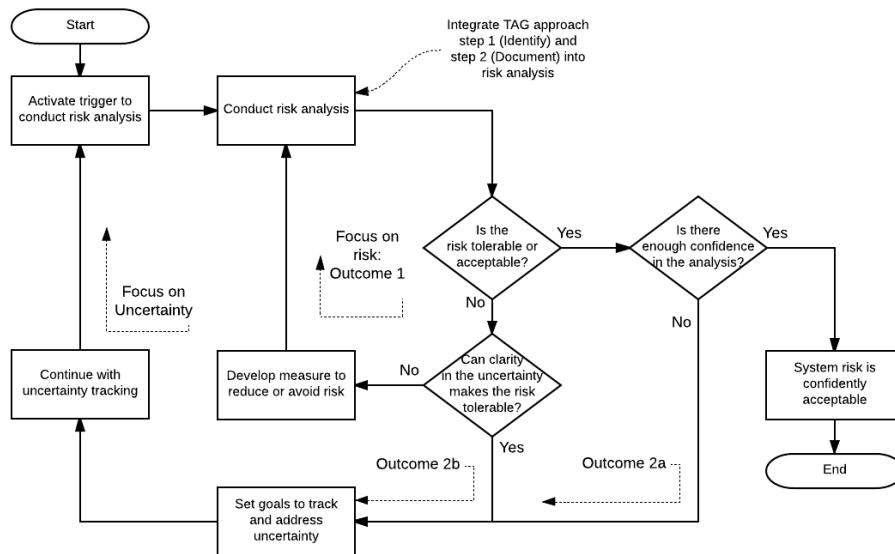 Start
Integrate TAG approach
step 1 (Identify) and
step 2 (Document) into
risk analysis
Activate trigger to
conduct risk analysis
Conduct risk analysis
Is the
risk tolerable or
acceptable?
Yes
Is there
enough confidence
in the analysis?
Yes
Focus on
risk:
Outcome 1
Focus on
Uncertainty
No
No
Continue with
uncertainty tracking
Develop measure to
reduce or avoid risk
No
Can clarity
in the uncertainty
makes the risk
tolerable?
System risk is
confidently
acceptable
Yes
Outcome 2b
Outcome 2a
End
Set goals to track
and address
uncertainty